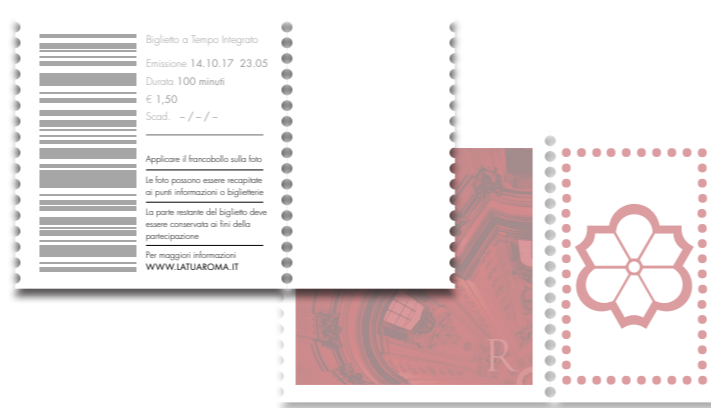 Biglietto a Tempo Integrato
Emissione 14.10.17 23.05
Durata 100 minuti
€ 1,50
Scad. – / – / –
Applicare il francobollo sulla foto
Le foto possono essere recapitate
ai punti informazioni o biglietterie
La parte restante del biglietto deve
essere conservata ai fini della
partecipazione
Per maggiori informazioni
WWW.LATUAROMA.IT
R